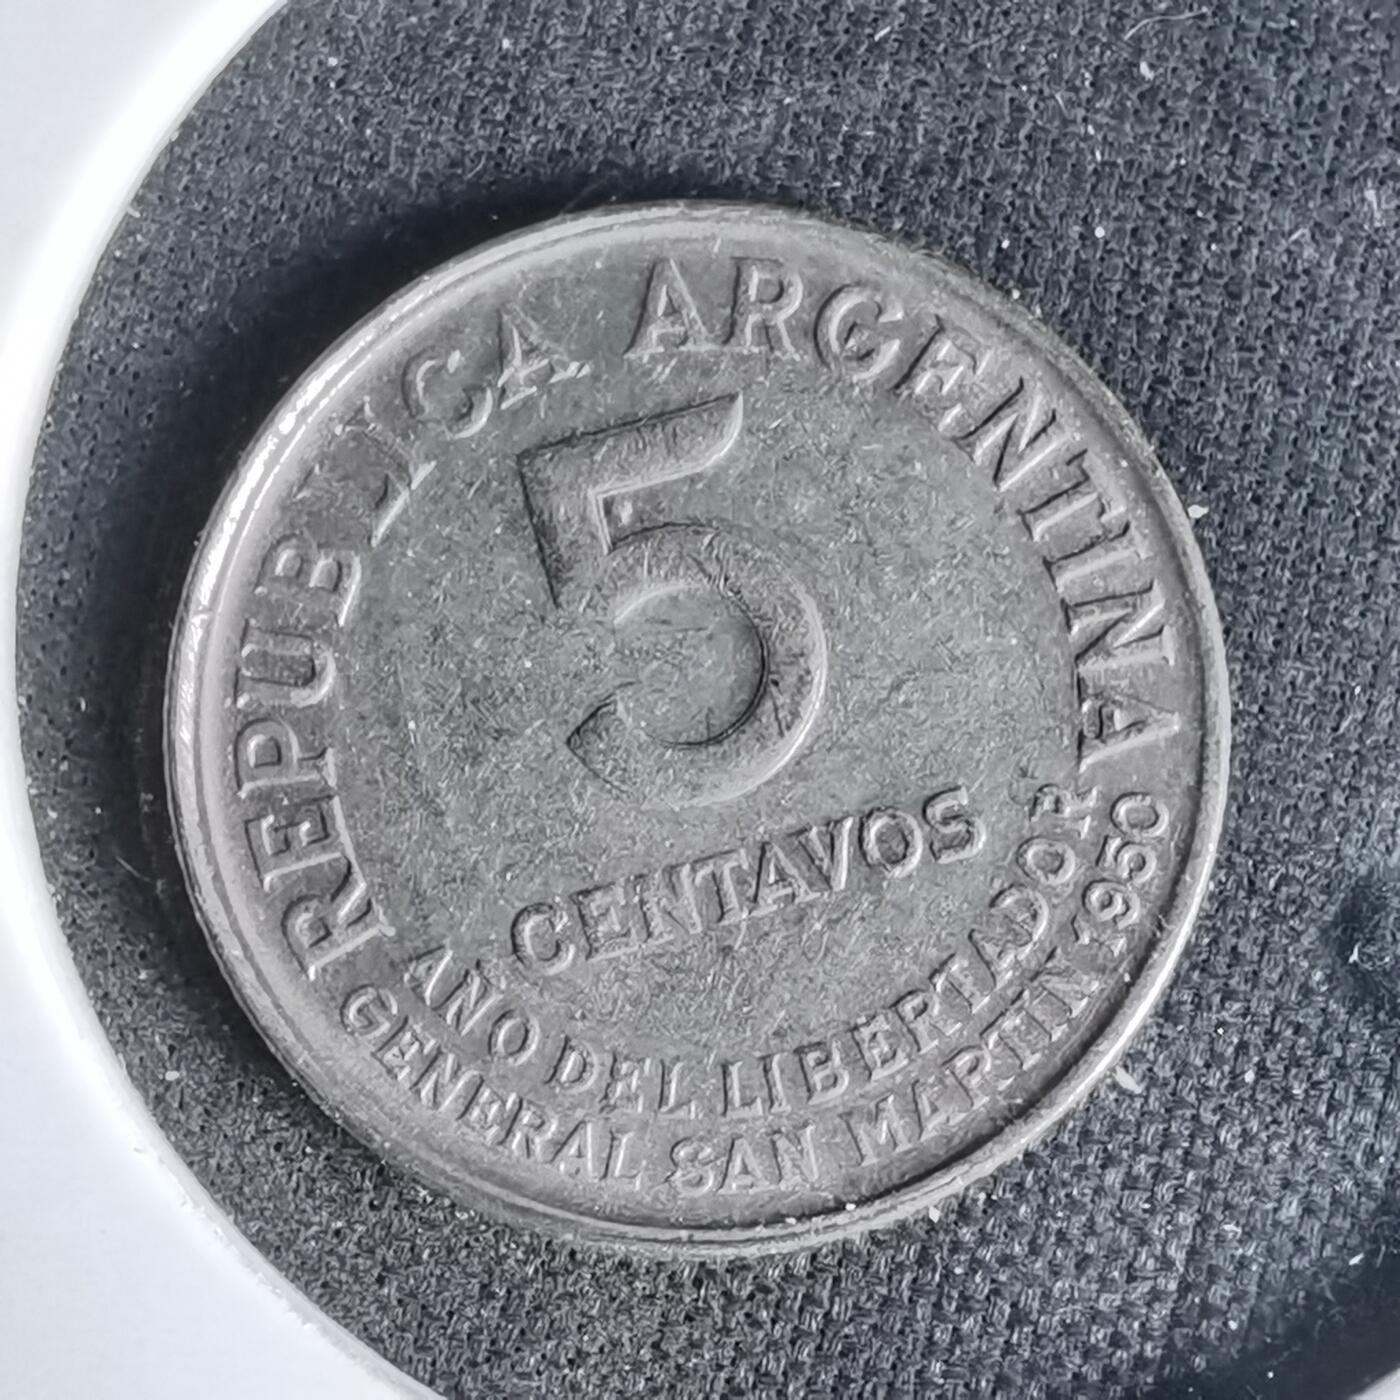 REPUBLICA ARGENTINA
5
CENTAVOS
AÑO DEL LIBERTADOR
GENERAL SAN MARTIN 1950